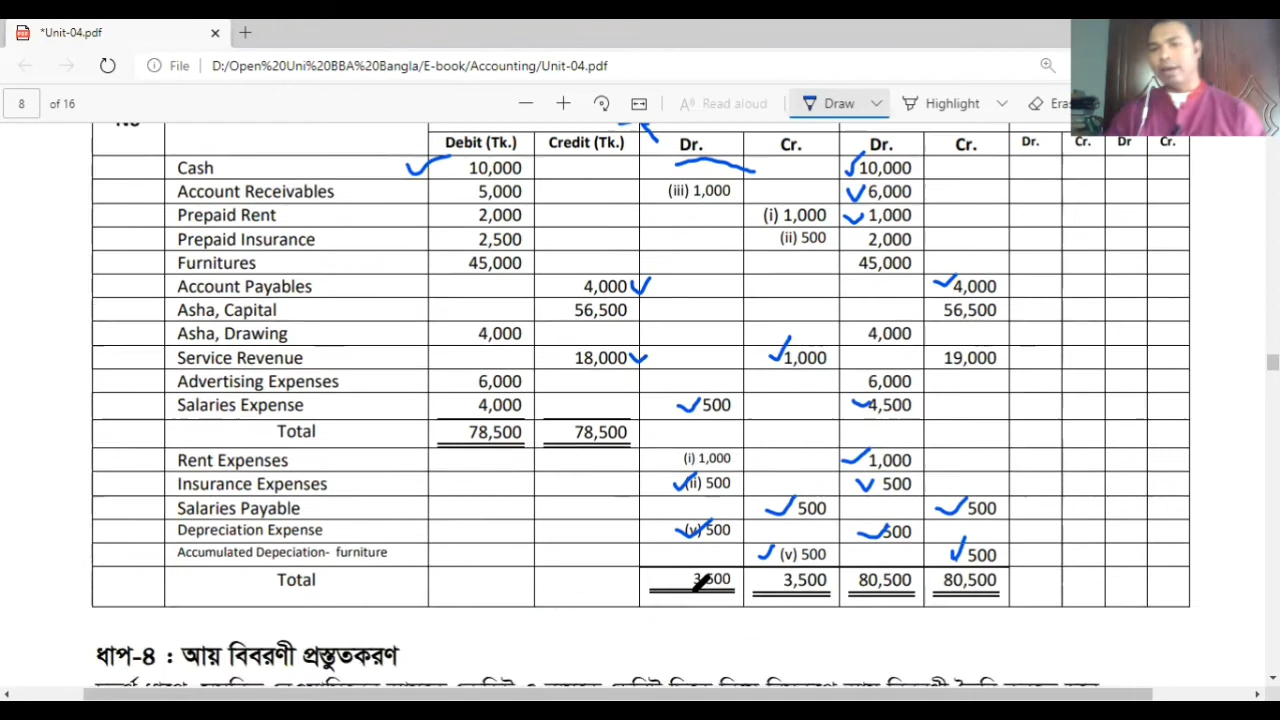 *Unit-04.pdf
File D:/Open%20Uni%20BBA%20Bangla/E-book/Accounting/Unit-04.pdf
8 of 16 Read aloud Draw Highlight
Debit (Tk.) Credit (Tk.) Dr. Cr. Dr. Cr. Dr. Cr. Dr Cr.
Cash 10,000 10,000
Account Receivables 5,000 (iii) 1,000 6,000
Prepaid Rent 2,000 (i) 1,000 1,000
Prepaid Insurance 2,500 (ii) 500 2,000
Furnitures 45,000 45,000
Account Payables 4,000 4,000
Asha, Capital 56,500 56,500
Asha, Drawing 4,000 4,000
Service Revenue 18,000 1,000 19,000
Advertising Expenses 6,000 6,000
Salaries Expense 4,000 500 4,500
Total 78,500 78,500
Rent Expenses (i) 1,000 1,000
Insurance Expenses (ii) 500 500
Salaries Payable 500 500
Depreciation Expense (v) 500 500
Accumulated Depeciation- furniture (v) 500 500
Total 3,500 3,500 80,500 80,500
ধাপ-৪ : আয় বিবরণী প্রস্তুতকরণ